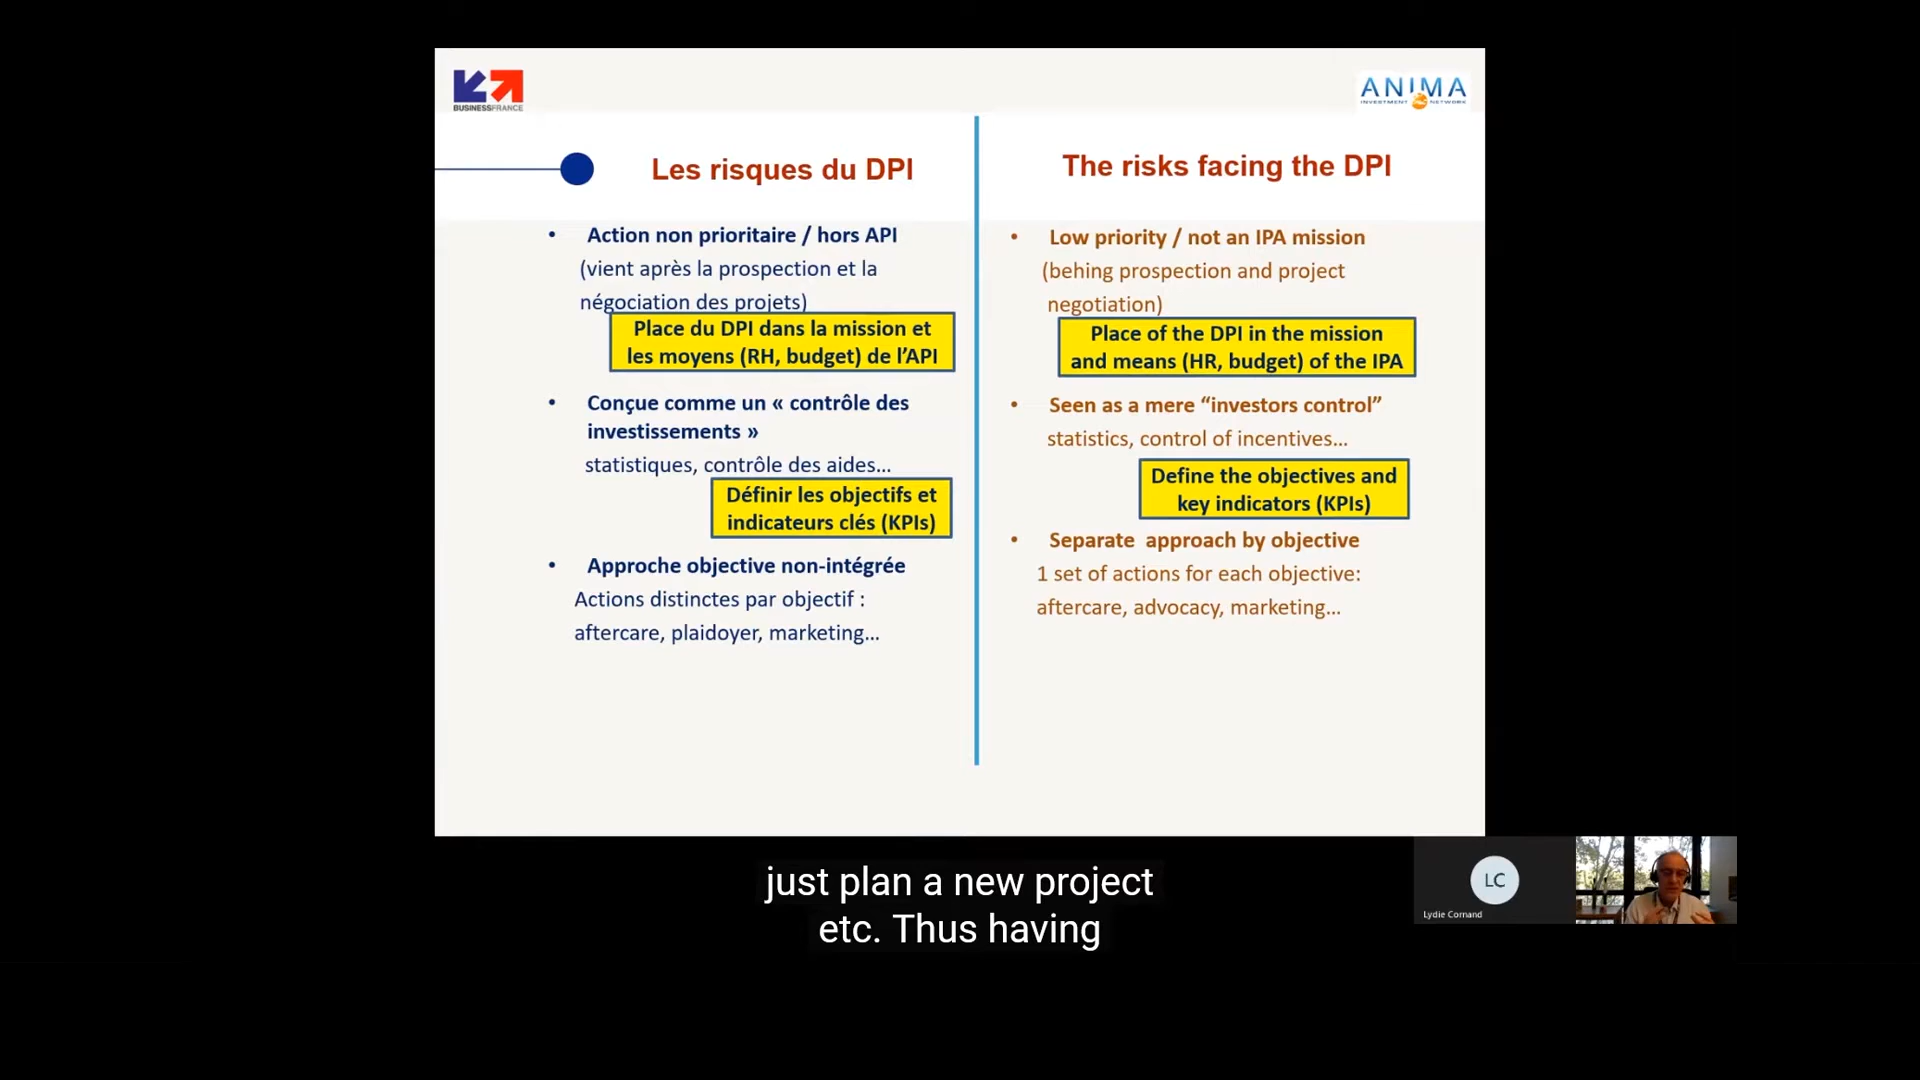 BUSINESSFRANCE
ANIMA
INVESTMENT NETWORK
Les risques du DPI
• Action non prioritaire / hors API
(vient après la prospection et la
négociation des projets)
Place du DPI dans la mission et
les moyens (RH, budget) de l’API
• Conçue comme un « contrôle des
investissements »
statistiques, contrôle des aides…
Définir les objectifs et
indicateurs clés (KPIs)
• Approche objective non-intégrée
Actions distinctes par objectif :
aftercare, plaidoyer, marketing…
The risks facing the DPI
• Low priority / not an IPA mission
(behing prospection and project
negotiation)
Place of the DPI in the mission
and means (HR, budget) of the IPA
• Seen as a mere “investors control”
statistics, control of incentives…
Define the objectives and
key indicators (KPIs)
• Separate approach by objective
1 set of actions for each objective:
aftercare, advocacy, marketing…
LC
Lydie Cornand
just plan a new project
etc. Thus having